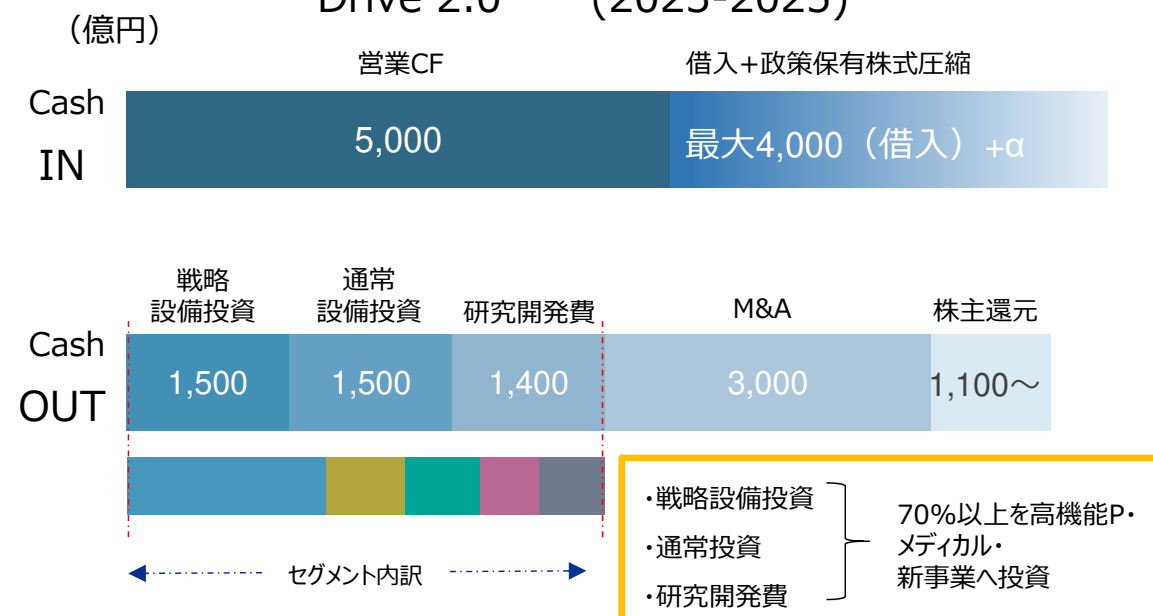 Drive 2.0
（億円）
営業CF
借入+政策保有株式圧縮
Cash
IN
5,000
最大4,000（借入）+α
戦略
設備投資
通常
設備投資
研究開発費
M&A
株主還元
Cash
OUT
1,500
1,500
1,400
3,000
1,100～
セグメント内訳
・戦略設備投資
・通常投資
・研究開発費
70%以上を高機能P・
メディカル・
新事業へ投資